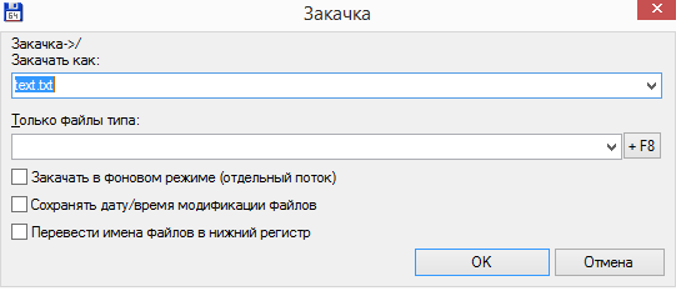 64
Закачка
Закачка->/
Закачать как:
text.txt
Только файлы типа:
+ F8
Закачать в фоновом режиме (отдельный поток)
Сохранять дату/время модификации файлов
Перевести имена файлов в нижний регистр
OK
Отмена